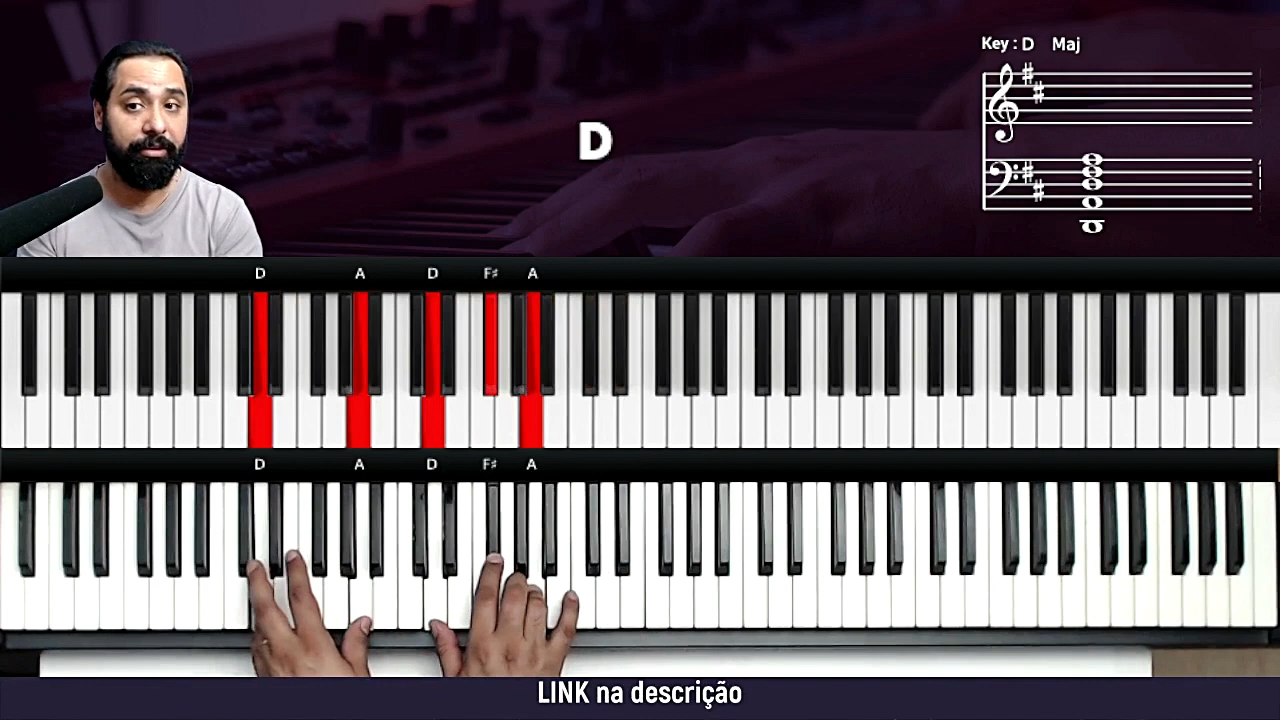 Key : D Maj
D
D A D F♯ A
D A D F♯ A
LINK na descrição